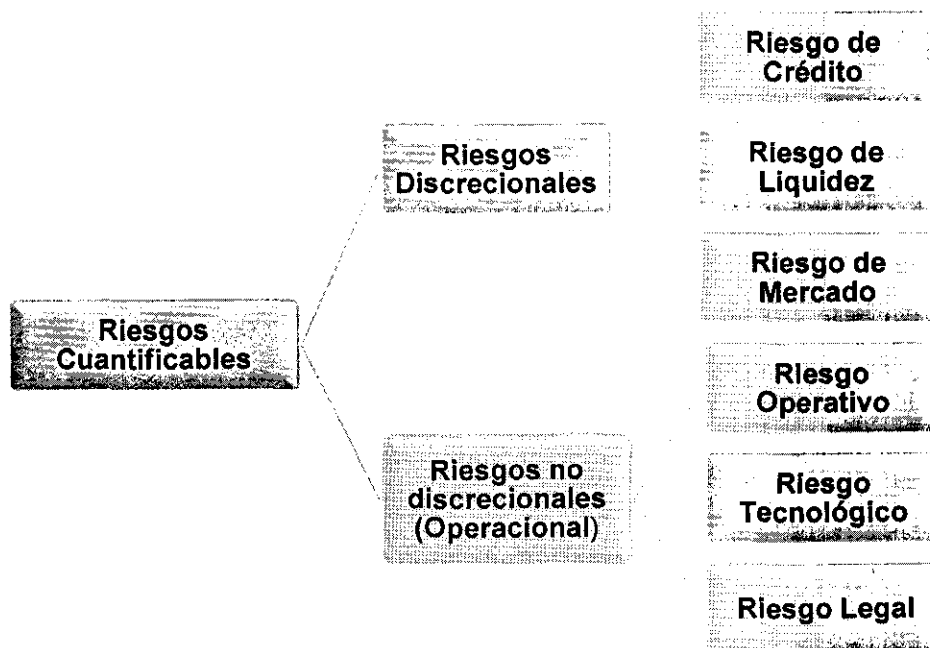 Riesgo de
Crédito
Riesgos
Discrecionales
Riesgo de
Liquidez
Riesgo de
Mercado
Riesgos
Cuantificables
Riesgo
Operativo
Riesgos no
discrecionales
(Operacional)
Riesgo
Tecnológico
Riesgo Legal